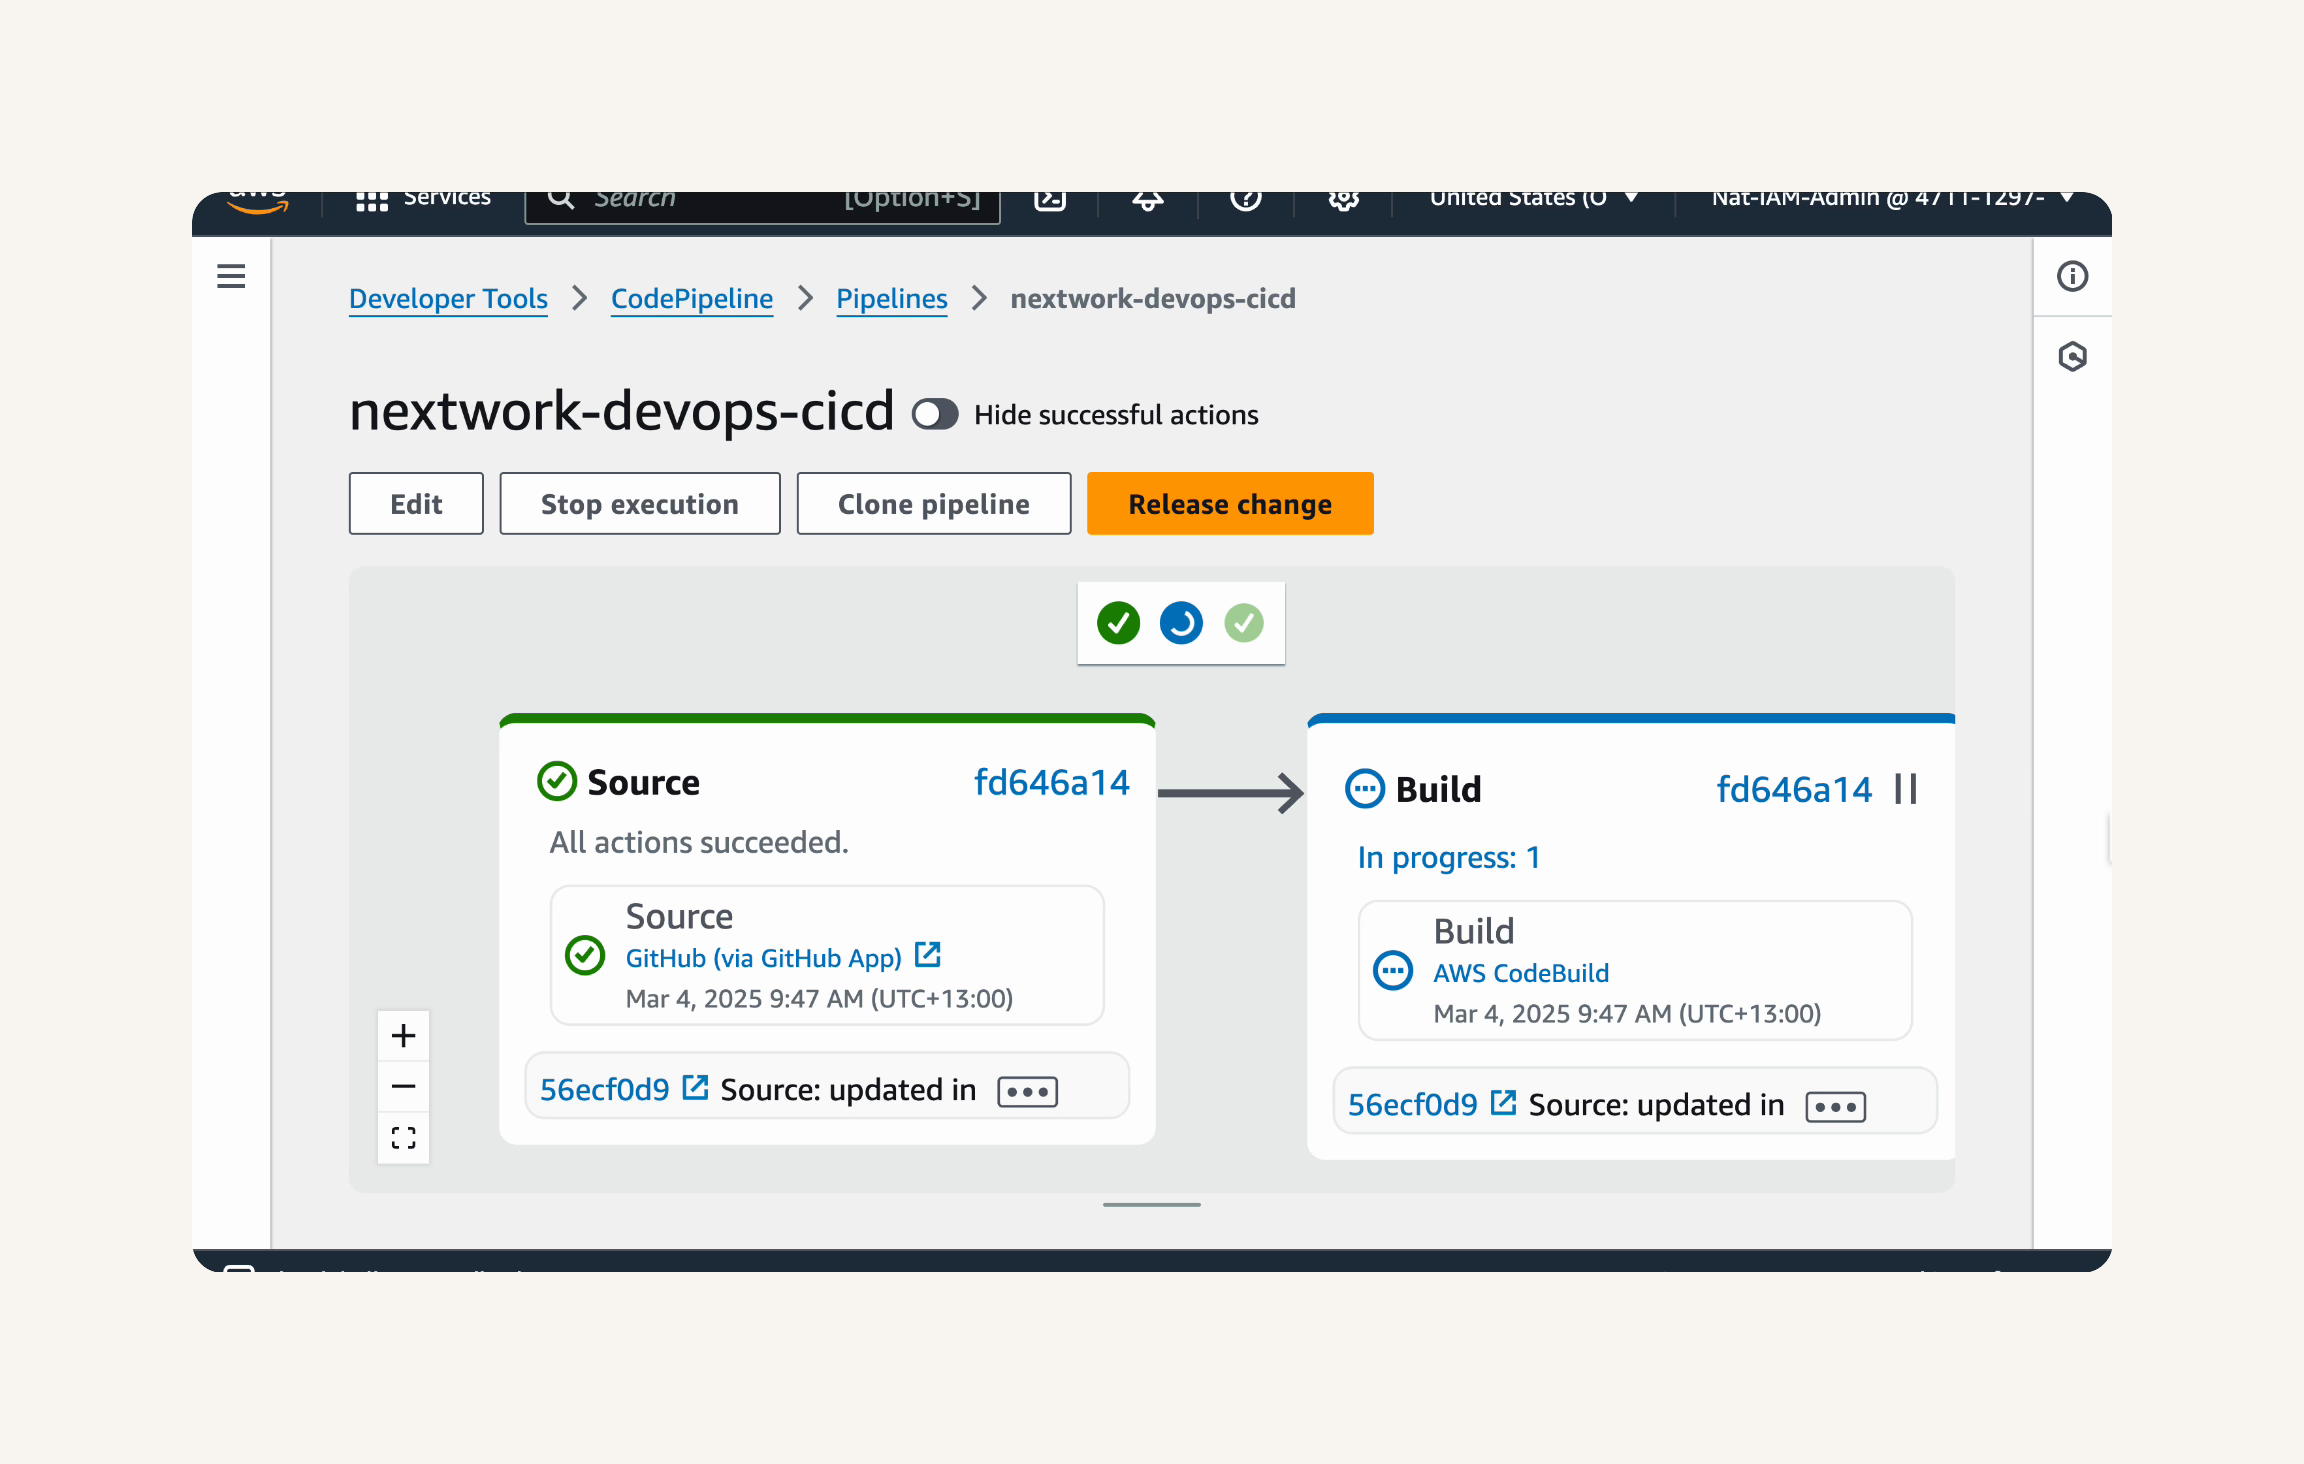 aws
Services
Search
[Option+S]
United States (O
Nat-IAM-Admin @ 4711-1297-
Developer Tools > CodePipeline > Pipelines > nextwork-devops-cicd
nextwork-devops-cicd
Hide successful actions
Edit
Stop execution
Clone pipeline
Release change
Source
fd646a14
All actions succeeded.
Source
GitHub (via GitHub App)
Mar 4, 2025 9:47 AM (UTC+13:00)
56ecf0d9 Source: updated in
Build
fd646a14
In progress: 1
Build
AWS CodeBuild
Mar 4, 2025 9:47 AM (UTC+13:00)
56ecf0d9 Source: updated in